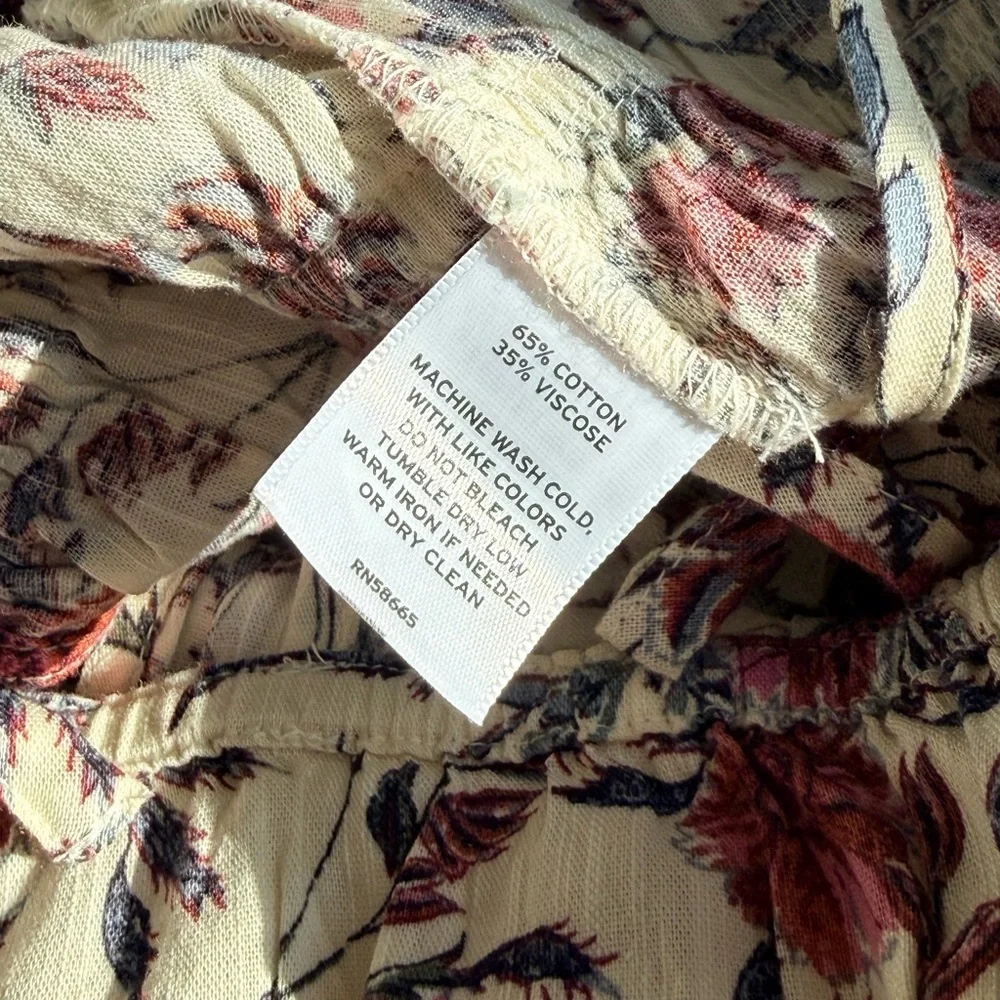 65% COTTON
35% VISCOSE
MACHINE WASH COLD,
WITH LIKE COLORS
DO NOT BLEACH
TUMBLE DRY LOW
WARM IRON IF NEEDED
OR DRY CLEAN
RN58665